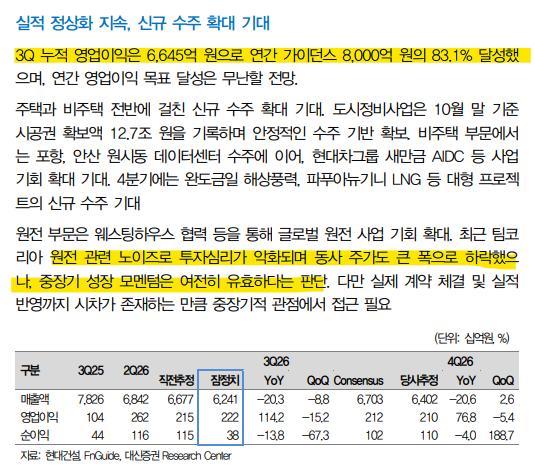 실적 정상화 지속, 신규 수주 확대 기대
3Q 누적 영업이익은 6,645억 원으로 연간 가이던스 8,000억 원의 83.1% 달성했
으며, 연간 영업이익 목표 달성은 무난할 전망.
주택과 비주택 전반에 걸친 신규 수주 확대 기대. 도시정비사업은 10월 말 기준
시공권 확보액 12.7조 원을 기록하며 안정적인 수주 기반 확보. 비주택 부문에서
는 포항, 안산 원시동 데이터센터 수주에 이어, 현대차그룹 새만금 AIDC 등 사업
기회 확대 기대. 4분기에는 완도금일 해상풍력, 파푸아뉴기니 LNG 등 대형 프로젝
트의 신규 수주 기대
원전 부문은 웨스팅하우스 협력 등을 통해 글로벌 원전 사업 기회 확대. 최근 팀코
리아 원전 관련 노이즈로 투자심리가 악화되며 동사 주가도 큰 폭으로 하락했으
나, 중장기 성장 모멘텀은 여전히 유효하다는 판단. 다만 실제 계약 체결 및 실적
반영까지 시차가 존재하는 만큼 중장기적 관점에서 접근 필요
(단위: 십억원, %)
구분 3Q25 2Q26 3Q26 4Q26
직전추정 잠정치 YoY QoQ Consensus 당사추정 YoY QoQ
매출액 7,826 6,842 6,677 6,241 -20.3 -8.8 6,703 6,402 -20.6 2.6
영업이익 104 262 215 222 114.2 -15.2 212 210 76.8 -5.4
순이익 44 116 115 38 -13.8 -67.3 102 110 -4.0 188.7
자료: 현대건설, FnGuide, 대신증권 Research Center